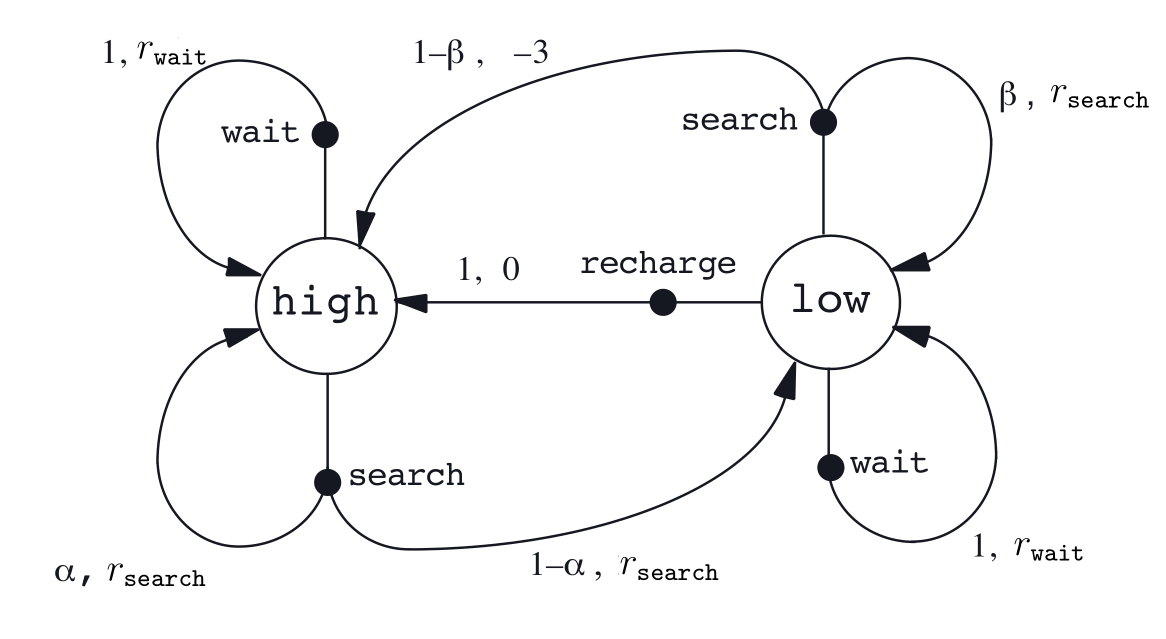 1, r_wait
1–β , –3
β , r_search
wait
search
recharge
1, 0
high
low
search
wait
α, r_search
1–α , r_search
1, r_wait